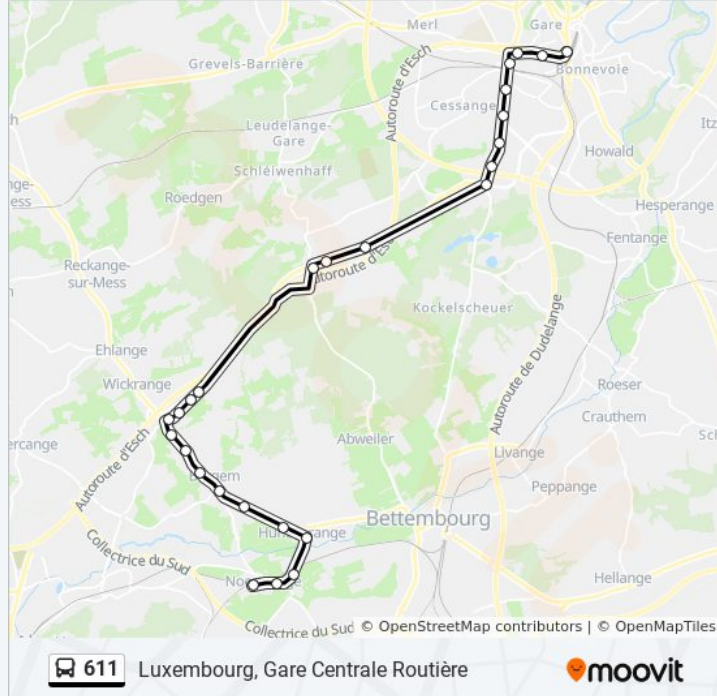 Merl
Gare
Grevels-Barrière
Autoroute d'Esch
Bonnevoie
Cessange
Leudelange-
Gare
Itz
Howald
Schléiwenhaff
Roedgen
Hesperange
Fentange
Reckange-
sur-Mess
Autoroute d'Es
Kockelscheuer
Autoroute de Dudelange
Ehlange
Wickrange
Roeser
Crauthem
Abweiler
Livange
Autoroute d'Esch
Peppange
Bettembourg
Collectrice du Sud
Hellange
Collectrice du Sud
© OpenStreetMap contributors | © OpenMapTiles
611 Luxembourg, Gare Centrale Routière
moovit